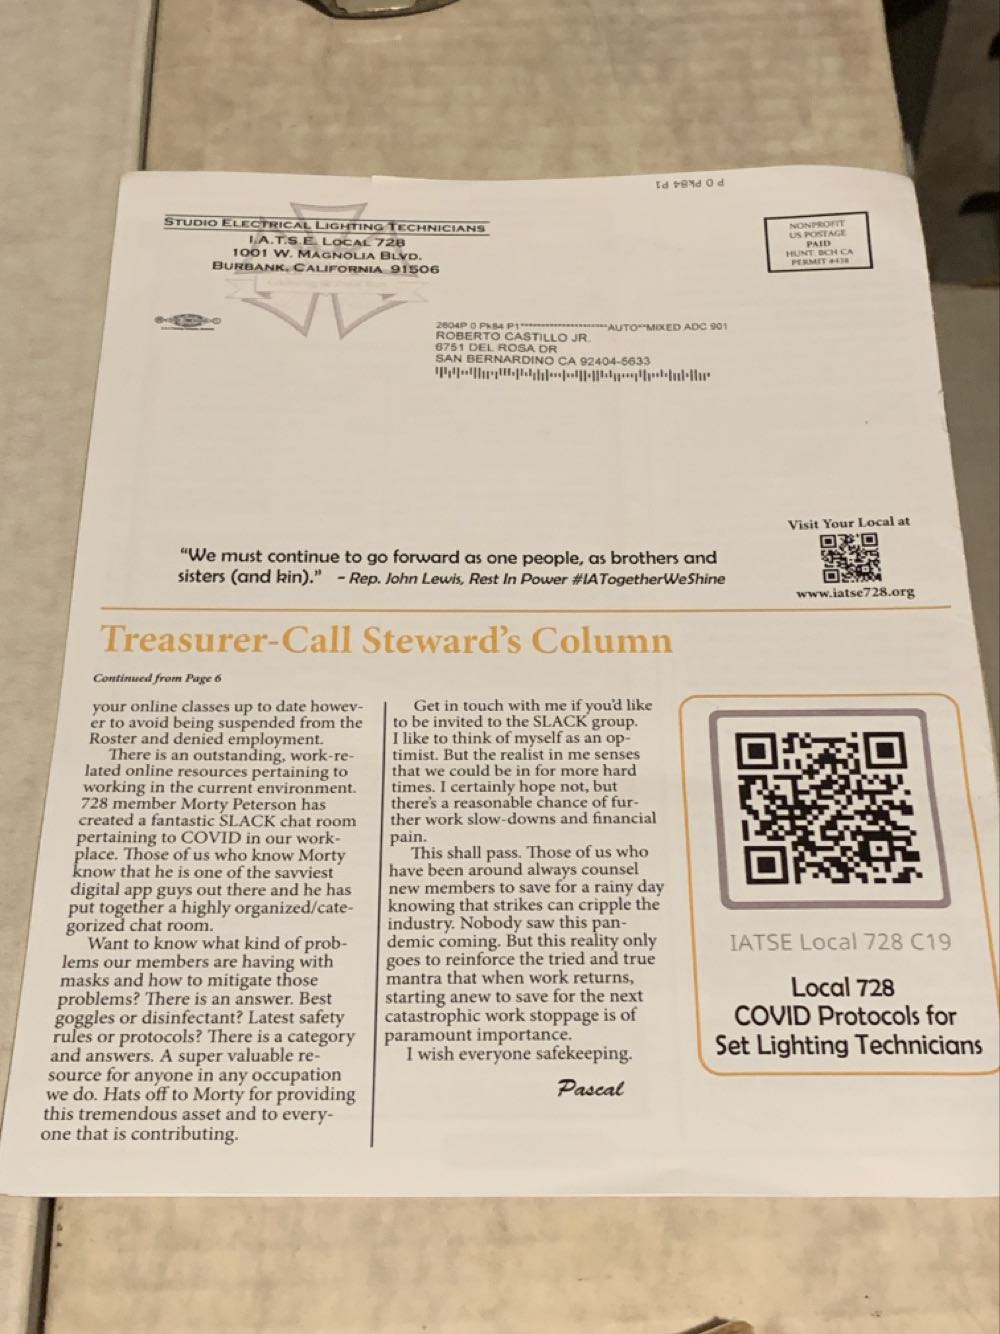 P 0 Pk84 P1
STUDIO ELECTRICAL LIGHTING TECHNICIANS
I.A.T.S.E. LOCAL 728
1001 W. MAGNOLIA BLVD.
BURBANK, CALIFORNIA 91506
NONPROFIT
US POSTAGE
PAID
HUNT. BCH CA
PERMIT #438
2604P 0 Pk84 P1**********************AUTO**MIXED ADC 901
ROBERTO CASTILLO JR.
6751 DEL ROSA DR
SAN BERNARDINO CA 92404-5633
Visit Your Local at
www.iatse728.org
“We must continue to go forward as one people, as brothers and
sisters (and kin).” – Rep. John Lewis, Rest In Power #IATogetherWeShine
Treasurer-Call Steward’s Column
Continued from Page 6
your online classes up to date howev-
er to avoid being suspended from the
Roster and denied employment.
There is an outstanding, work-re-
lated online resources pertaining to
working in the current environment.
728 member Morty Peterson has
created a fantastic SLACK chat room
pertaining to COVID in our work-
place. Those of us who know Morty
know that he is one of the savviest
digital app guys out there and he has
put together a highly organized/cate-
gorized chat room.
Want to know what kind of prob-
lems our members are having with
masks and how to mitigate those
problems? There is an answer. Best
goggles or disinfectant? Latest safety
rules or protocols? There is a category
and answers. A super valuable re-
source for anyone in any occupation
we do. Hats off to Morty for providing
this tremendous asset and to every-
one that is contributing.
Get in touch with me if you’d like
to be invited to the SLACK group.
I like to think of myself as an op-
timist. But the realist in me senses
that we could be in for more hard
times. I certainly hope not, but
there’s a reasonable chance of fur-
ther work slow-downs and financial
pain.
This shall pass. Those of us who
have been around always counsel
new members to save for a rainy day
knowing that strikes can cripple the
industry. Nobody saw this pan-
demic coming. But this reality only
goes to reinforce the tried and true
mantra that when work returns,
starting anew to save for the next
catastrophic work stoppage is of
paramount importance.
I wish everyone safekeeping.
Pascal
IATSE Local 728 C19
Local 728
COVID Protocols for
Set Lighting Technicians